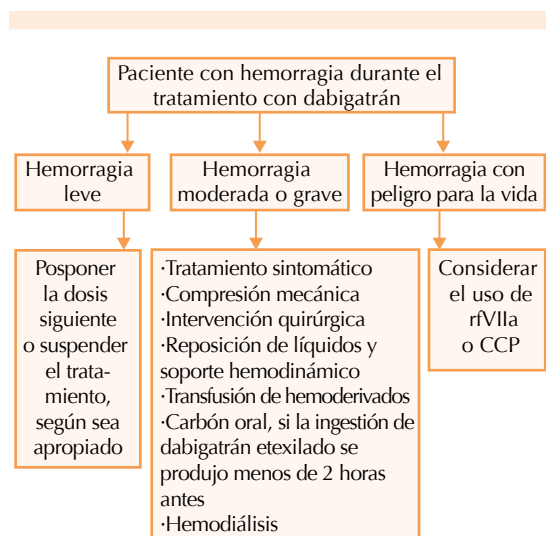 Paciente con hemorragia durante el
tratamiento con dabigatrán
Hemorragia
leve
Hemorragia
moderada o grave
Hemorragia con
peligro para la vida
Posponer
la dosis
siguiente
o suspender
el trata-
miento,
según sea
apropiado
·Tratamiento sintomático
·Compresión mecánica
·Intervención quirúrgica
·Reposición de líquidos y
soporte hemodinámico
·Transfusión de hemoderivados
·Carbón oral, si la ingestión de
dabigatrán etexilado se
produjo menos de 2 horas
antes
·Hemodiálisis
Considerar
el uso de
rfVIIa
o CCP